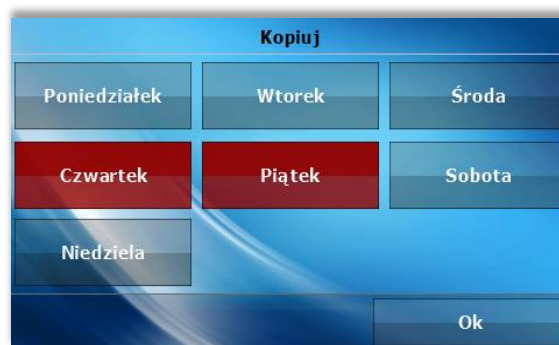 Kopiuj
Poniedziałek Wtorek Środa
Czwartek Piątek Sobota
Niedziela
Ok